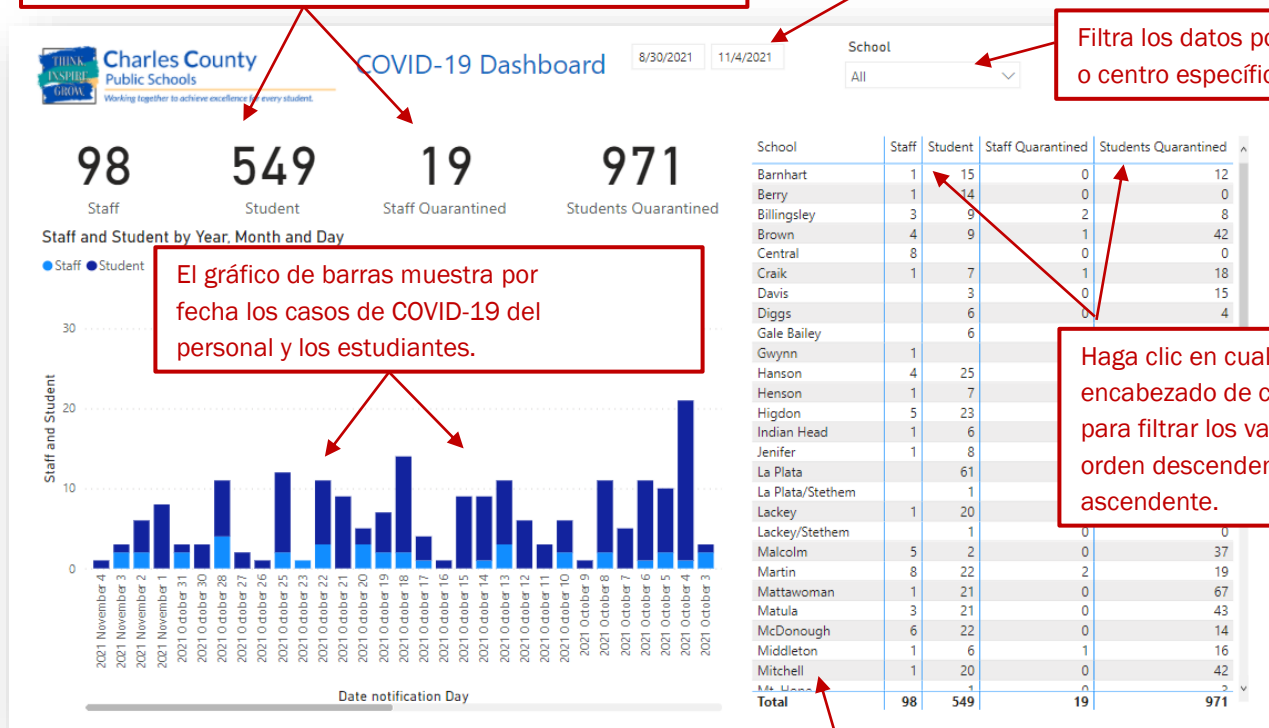 Filtra los datos po
o centro específic
THINK
INSPIRE
GROW
Charles County
Public Schools
Working together to achieve excellence for every student.
COVID-19 Dashboard
8/30/2021 11/4/2021
School
All
98 549 19 971
Staff Student Staff Quarantined Students Quarantined
Staff and Student by Year, Month and Day
Staff Student
El gráfico de barras muestra por
fecha los casos de COVID-19 del
personal y los estudiantes.
30
20
10
0
Staff and Student
2021 November 4
2021 November 3
2021 November 2
2021 November 1
2021 October 31
2021 October 30
2021 October 28
2021 October 27
2021 October 26
2021 October 25
2021 October 23
2021 October 22
2021 October 21
2021 October 20
2021 October 19
2021 October 18
2021 October 17
2021 October 16
2021 October 15
2021 October 14
2021 October 13
2021 October 12
2021 October 11
2021 October 10
2021 October 9
2021 October 8
2021 October 7
2021 October 6
2021 October 5
2021 October 4
2021 October 3
Date notification Day
School Staff Student Staff Quarantined Students Quarantined
Barnhart 1 15 0 12
Berry 1 14 0 0
Billingsley 3 9 2 8
Brown 4 9 1 42
Central 8 0 0
Craik 1 7 1 18
Davis 3 0 15
Diggs 6 0 4
Gale Bailey 6
Gwynn 1
Hanson 4 25
Henson 1 7
Higdon 5 23
Indian Head 1 6
Jenifer 1 8
La Plata 61
La Plata/Stethem 1
Lackey 1 20
Lackey/Stethem 1 0 0
Malcolm 5 2 0 37
Martin 8 22 2 19
Mattawoman 1 21 0 67
Matula 3 21 0 43
McDonough 6 22 0 14
Middleton 1 6 1 16
Mitchell 1 20 0 42
Total 98 549 19 971
Haga clic en cual
encabezado de c
para filtrar los va
orden descenden
ascendente.